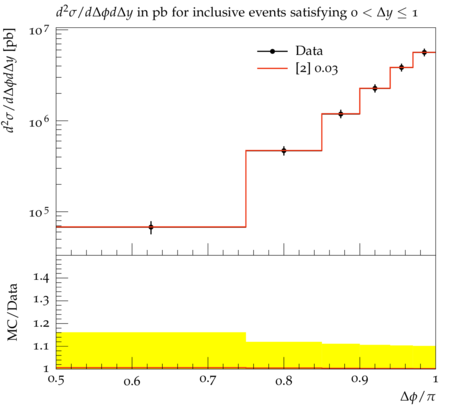 d²σ/dΔϕdΔy in pb for inclusive events satisfying 0 < Δy ≤ 1
d²σ/dΔϕdΔy [pb]
10⁷
10⁶
10⁵
Data
[2] 0.03
MC/Data
1.4
1.3
1.2
1.1
1
0.5 0.6 0.7 0.8 0.9 1
Δϕ/π